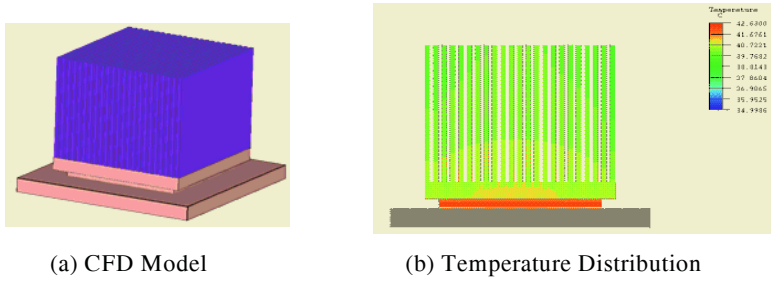 Temperature
C
42.6300
41.6761
40.7221
39.7682
38.8143
37.8604
36.9065
35.9525
34.9986
(a) CFD Model
(b) Temperature Distribution